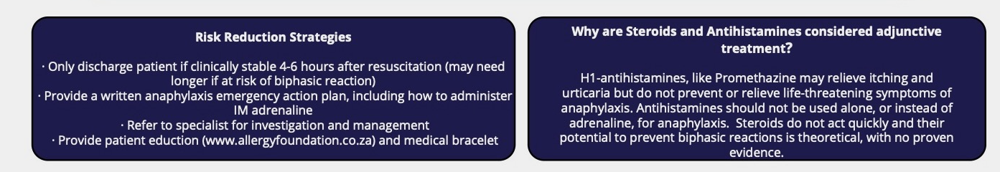 Risk Reduction Strategies
· Only discharge patient if clinically stable 4-6 hours after resuscitation (may need
longer if at risk of biphasic reaction)
· Provide a written anaphylaxis emergency action plan, including how to administer
IM adrenaline
· Refer to specialist for investigation and management
· Provide patient eduction (www.allergyfoundation.co.za) and medical bracelet
Why are Steroids and Antihistamines considered adjunctive
treatment?
H1-antihistamines, like Promethazine may relieve itching and
urticaria but do not prevent or relieve life-threatening symptoms of
anaphylaxis. Antihistamines should not be used alone, or instead of
adrenaline, for anaphylaxis.  Steroids do not act quickly and their
potential to prevent biphasic reactions is theoretical, with no proven
evidence.